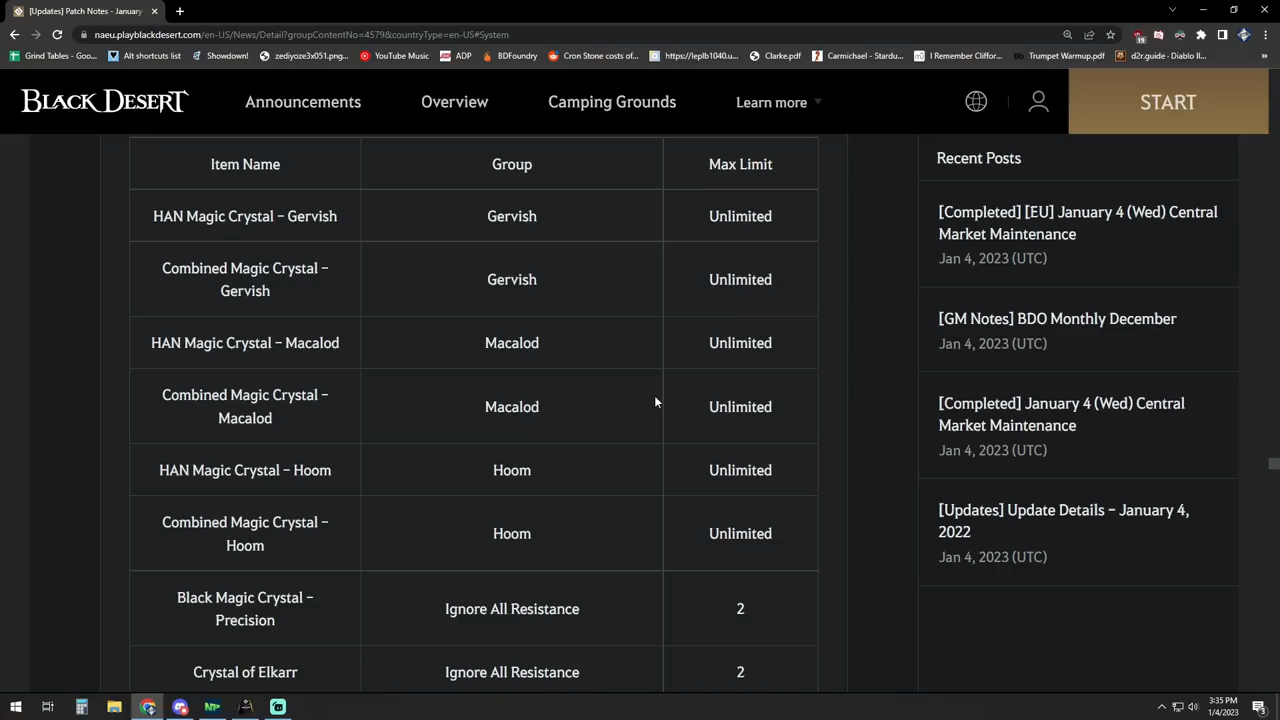 [Updates] Patch Notes - January
naeu.playblackdesert.com/en-US/News/Detail?groupContentNo=4579&countryType=en-US#System
Grind Tables - Goo...
Alt shortcuts list
Showdown!
zediyoze3x051.png...
YouTube Music
ADP
BDFoundry
Cron Stone costs of...
https://leplb1040.u...
Clarke.pdf
Carmichael - Stardu...
I Remember Clifor...
Trumpet Warmup.pdf
d2r.guide - Diablo II...
BLACK DESERT
Announcements
Overview
Camping Grounds
Learn more
START
Item Name Group Max Limit
HAN Magic Crystal – Gervish Gervish Unlimited
Combined Magic Crystal –
Gervish
Gervish Unlimited
HAN Magic Crystal – Macalod Macalod Unlimited
Combined Magic Crystal –
Macalod
Macalod Unlimited
HAN Magic Crystal – Hoom Hoom Unlimited
Combined Magic Crystal –
Hoom
Hoom Unlimited
Black Magic Crystal –
Precision
Ignore All Resistance 2
Crystal of Elkarr Ignore All Resistance 2
Recent Posts
[Completed] [EU] January 4 (Wed) Central
Market Maintenance
Jan 4, 2023 (UTC)
[GM Notes] BDO Monthly December
Jan 4, 2023 (UTC)
[Completed] January 4 (Wed) Central
Market Maintenance
Jan 4, 2023 (UTC)
[Updates] Update Details – January 4,
2022
Jan 4, 2023 (UTC)
3:35 PM
1/4/2023